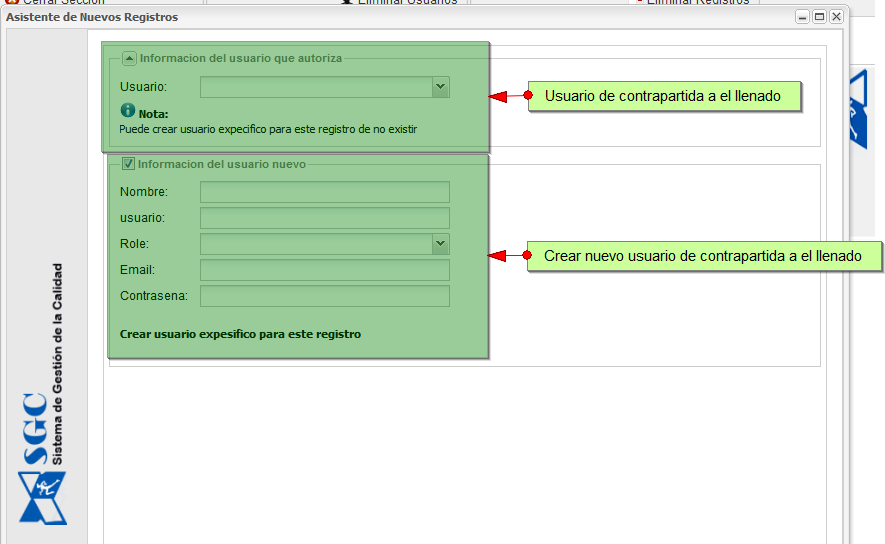 Cerrar Seccion
Eliminar Usuarios
Eliminar Registros
Asistente de Nuevos Registros
Informacion del usuario que autoriza
Usuario:
Usuario de contrapartida a el llenado
Nota:
Puede crear usuario expecifico para este registro de no existir
Informacion del usuario nuevo
Nombre:
usuario:
Role:
Crear nuevo usuario de contrapartida a el llenado
Email:
Contrasena:
Crear usuario expesifico para este registro
SGC
Sistema de Gestión de la Calidad